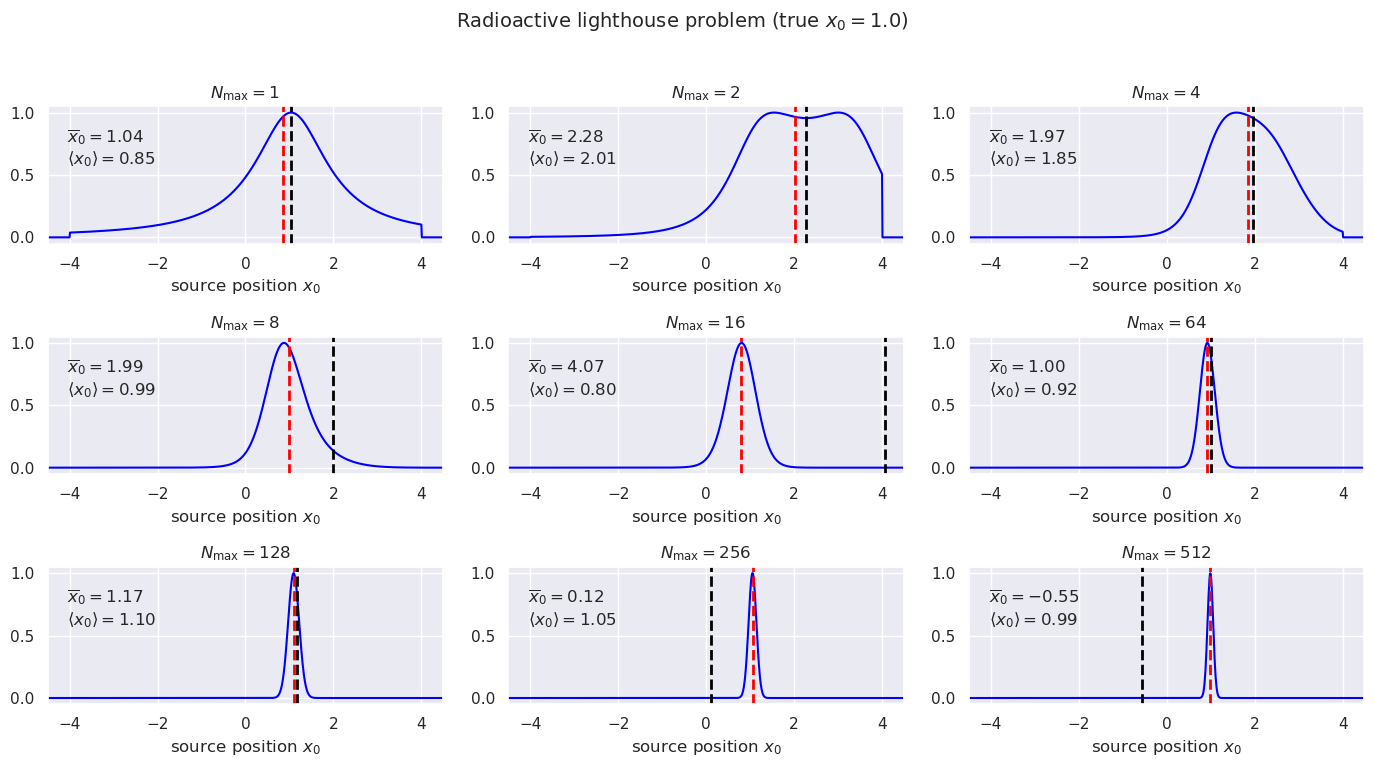 Radioactive lighthouse problem (true $x_0 = 1.0$)
$N_{\mathrm{max}} = 1$
1.0
0.5
0.0
$\overline{x}_0 = 1.04$
$\langle x_0 \rangle = 0.85$
−4 −2 0 2 4
source position $x_0$
$N_{\mathrm{max}} = 2$
$\overline{x}_0 = 2.28$
$\langle x_0 \rangle = 2.01$
1.0
0.5
0.0
−4 −2 0 2 4
source position $x_0$
$N_{\mathrm{max}} = 4$
$\overline{x}_0 = 1.97$
$\langle x_0 \rangle = 1.85$
1.0
0.5
0.0
−4 −2 0 2 4
source position $x_0$
$N_{\mathrm{max}} = 8$
$\overline{x}_0 = 1.99$
$\langle x_0 \rangle = 0.99$
1.0
0.5
0.0
−4 −2 0 2 4
source position $x_0$
$N_{\mathrm{max}} = 16$
$\overline{x}_0 = 4.07$
$\langle x_0 \rangle = 0.80$
1.0
0.5
0.0
−4 −2 0 2 4
source position $x_0$
$N_{\mathrm{max}} = 64$
$\overline{x}_0 = 1.00$
$\langle x_0 \rangle = 0.92$
1.0
0.5
0.0
−4 −2 0 2 4
source position $x_0$
$N_{\mathrm{max}} = 128$
$\overline{x}_0 = 1.17$
$\langle x_0 \rangle = 1.10$
1.0
0.5
0.0
−4 −2 0 2 4
source position $x_0$
$N_{\mathrm{max}} = 256$
$\overline{x}_0 = 0.12$
$\langle x_0 \rangle = 1.05$
1.0
0.5
0.0
−4 −2 0 2 4
source position $x_0$
$N_{\mathrm{max}} = 512$
$\overline{x}_0 = −0.55$
$\langle x_0 \rangle = 0.99$
1.0
0.5
0.0
−4 −2 0 2 4
source position $x_0$